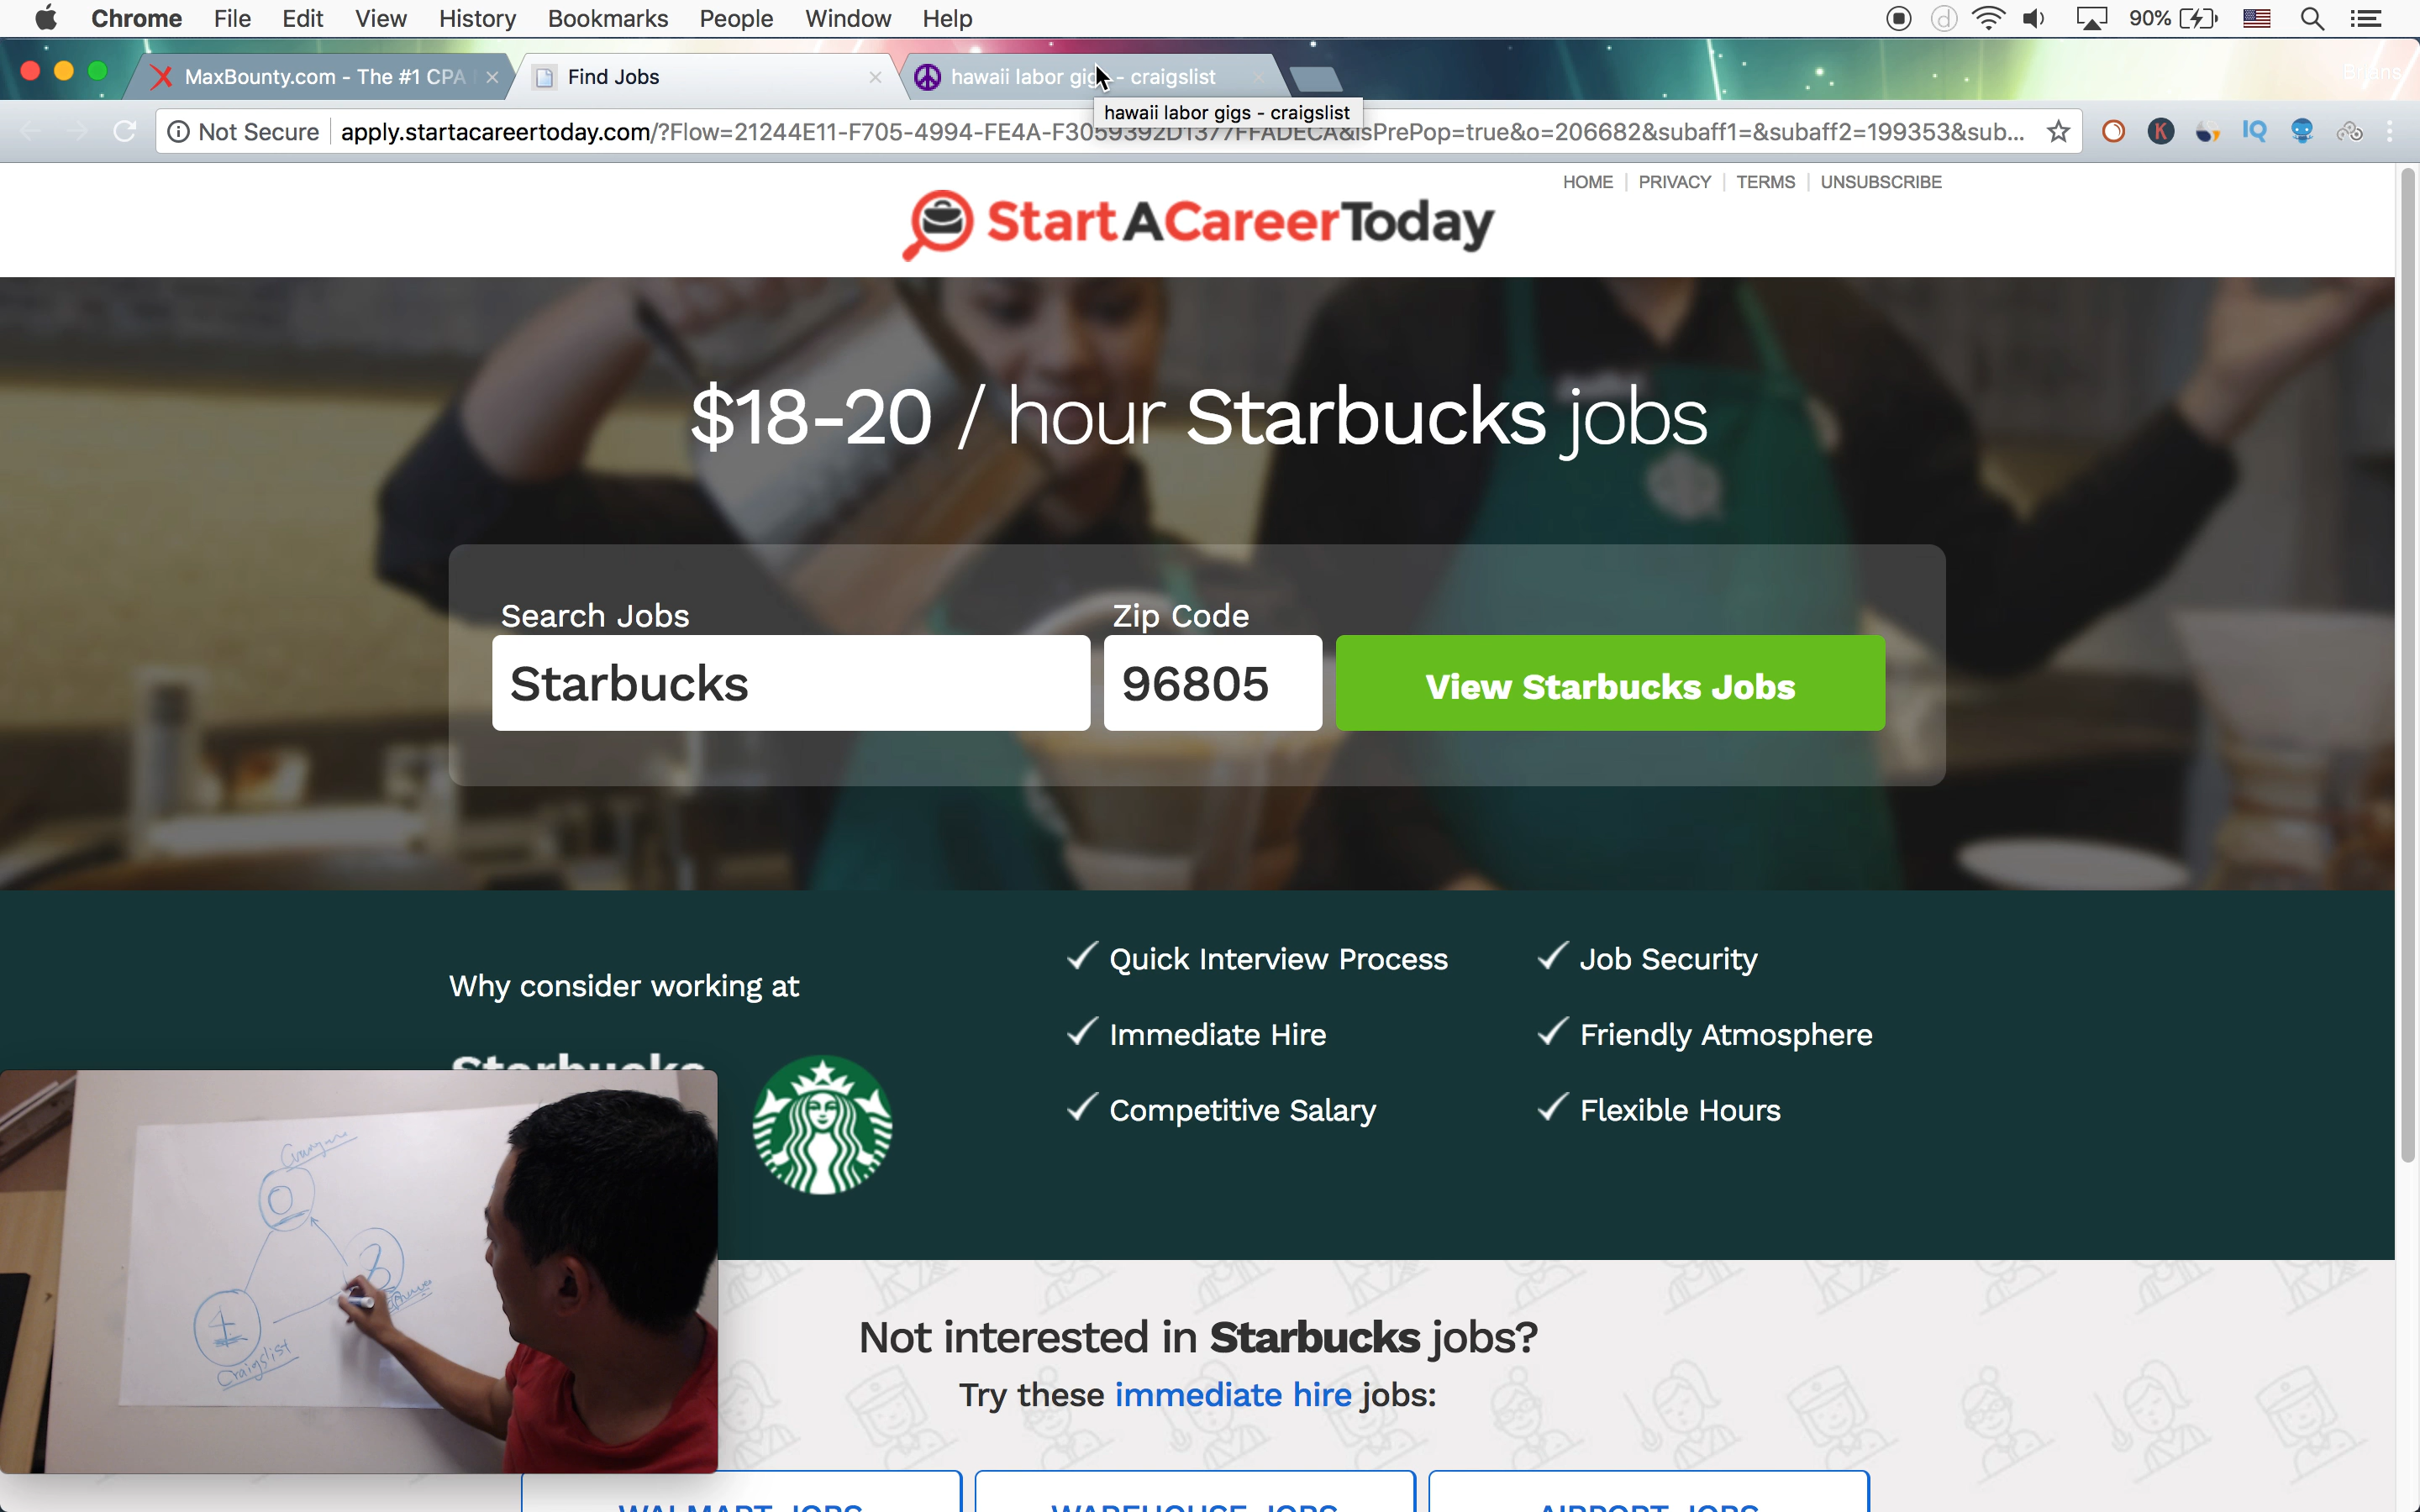 Chrome File Edit View History Bookmarks People Window Help
90%
MaxBounty.com - The #1 CPA
Find Jobs
hawaii labor gigs - craigslist
hawaii labor gigs - craigslist
Not Secure
apply.startacareertoday.com/?Flow=21244E11-F705-4994-FE4A-F3059392D1377FFADECA&isPrePop=true&o=206682&subaff1=&subaff2=199353&sub...
HOME PRIVACY TERMS UNSUBSCRIBE
StartACareerToday
$18-20 / hour Starbucks jobs
Search Jobs
Zip Code
Starbucks
96805
View Starbucks Jobs
Why consider working at
Starbucks
Quick Interview Process
Job Security
Immediate Hire
Friendly Atmosphere
Competitive Salary
Flexible Hours
Craigslist
Not interested in Starbucks jobs?
Try these immediate hire jobs:
WALMART JOBS
WAREHOUSE JOBS
AIRPORT JOBS